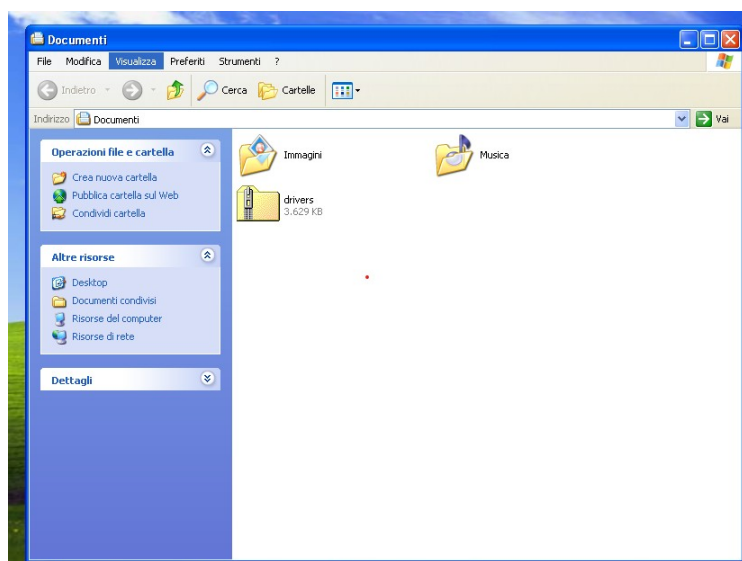 Documenti
File Modifica Visualizza Preferiti Strumenti ?
Indietro Cerca Cartelle
Indirizzo Documenti Vai
Operazioni file e cartella
Crea nuova cartella
Pubblica cartella sul Web
Condividi cartella
Altre risorse
Desktop
Documenti condivisi
Risorse del computer
Risorse di rete
Dettagli
Immagini
Musica
drivers
3.629 KB